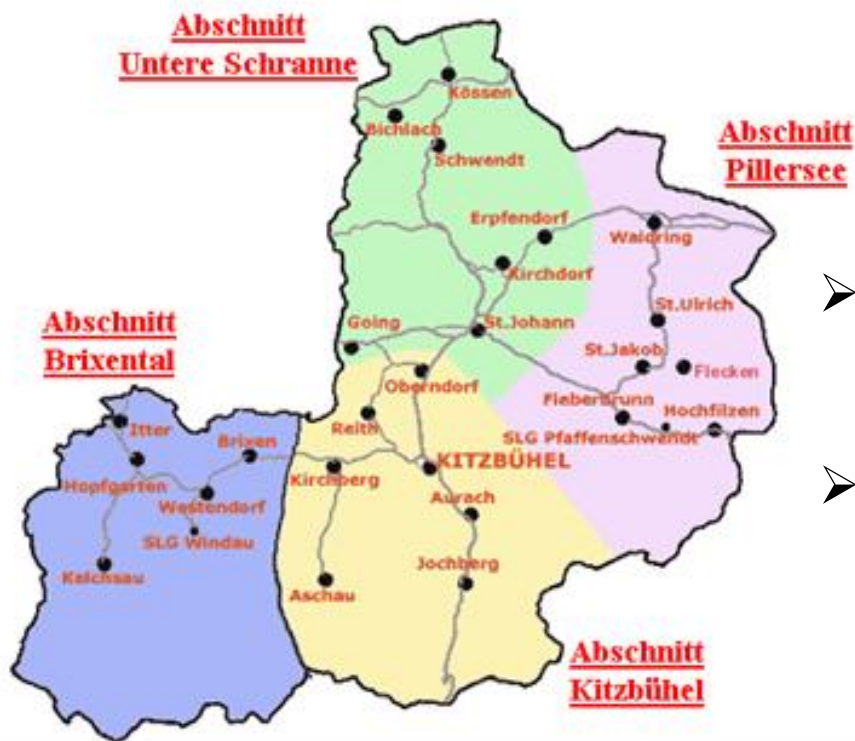 Abschnitt
Untere Schranne
Kössen
Bichlach
Schwendt
Abschnitt
Pillersee
Erpfendorf
Waidring
Kirchdorf
St.Ulrich
Going
St.Johann
Abschnitt
Brixental
St.Jakob
Flecken
Oberndorf
Fieberbrunn
Hochfilzen
Itter
Reith
SLG Pfaffenschwendt
Brixen
KITZBÜHEL
Hopfgarten
Kirchberg
Westendorf
Aurach
SLG Windau
Kelchsau
Jochberg
Aschau
Abschnitt
Kitzbühel